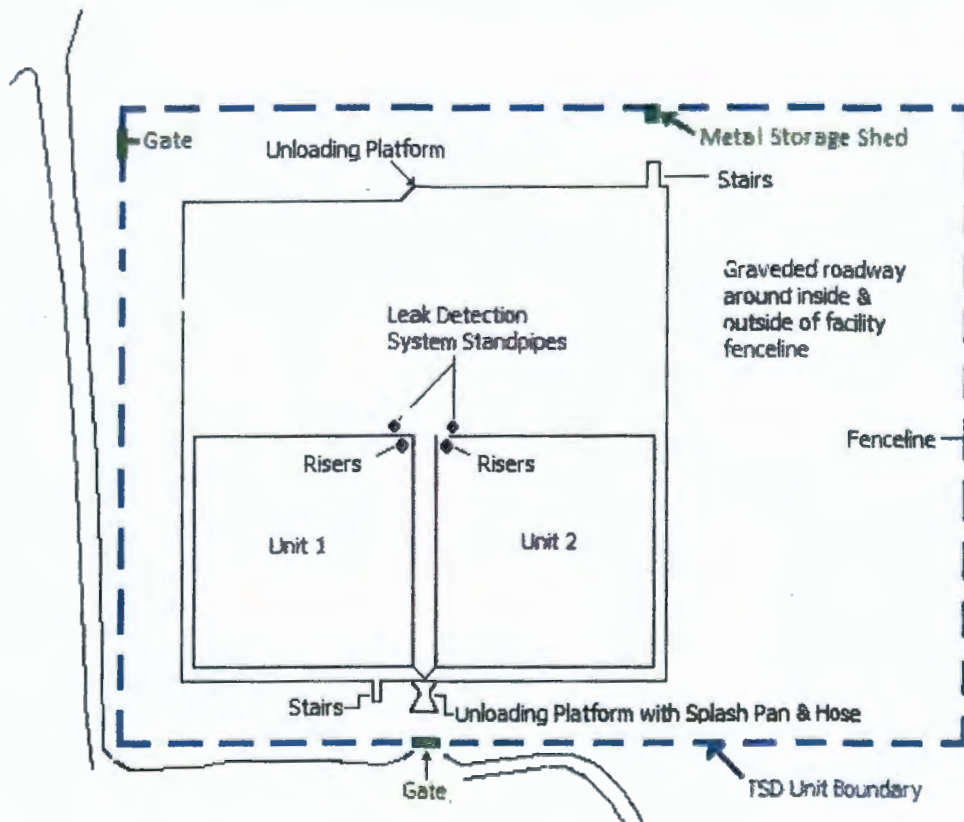 Gate
Unloading Platform
Metal Storage Shed
Stairs
Graveded roadway
around inside &
outside of facility
fenceline
Leak Detection
System Standpipes
Fenceline
Risers
Risers
Unit 1
Unit 2
Stairs
Unloading Platform with Splash Pan & Hose
Gate
TSD Unit Boundary